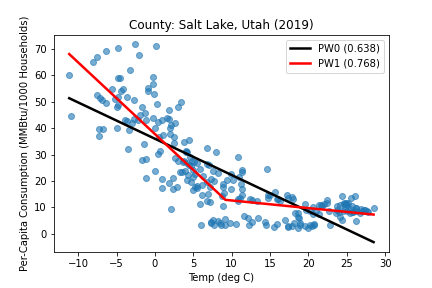 County: Salt Lake, Utah (2019)
PW0 (0.638)
PW1 (0.768)
Per-Capita Consumption (MMBtu/1000 Households)
70
60
50
40
30
20
10
0
−10 −5 0 5 10 15 20 25 30
Temp (deg C)